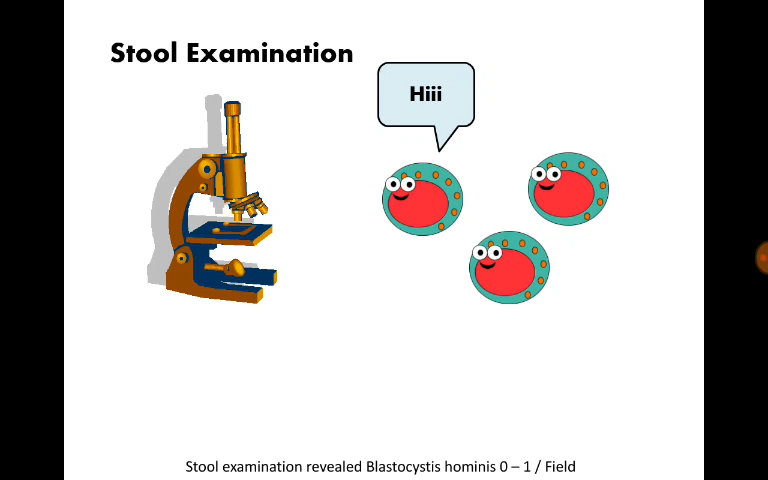 Stool Examination
Hiii
Stool examination revealed Blastocystis hominis 0 – 1 / Field